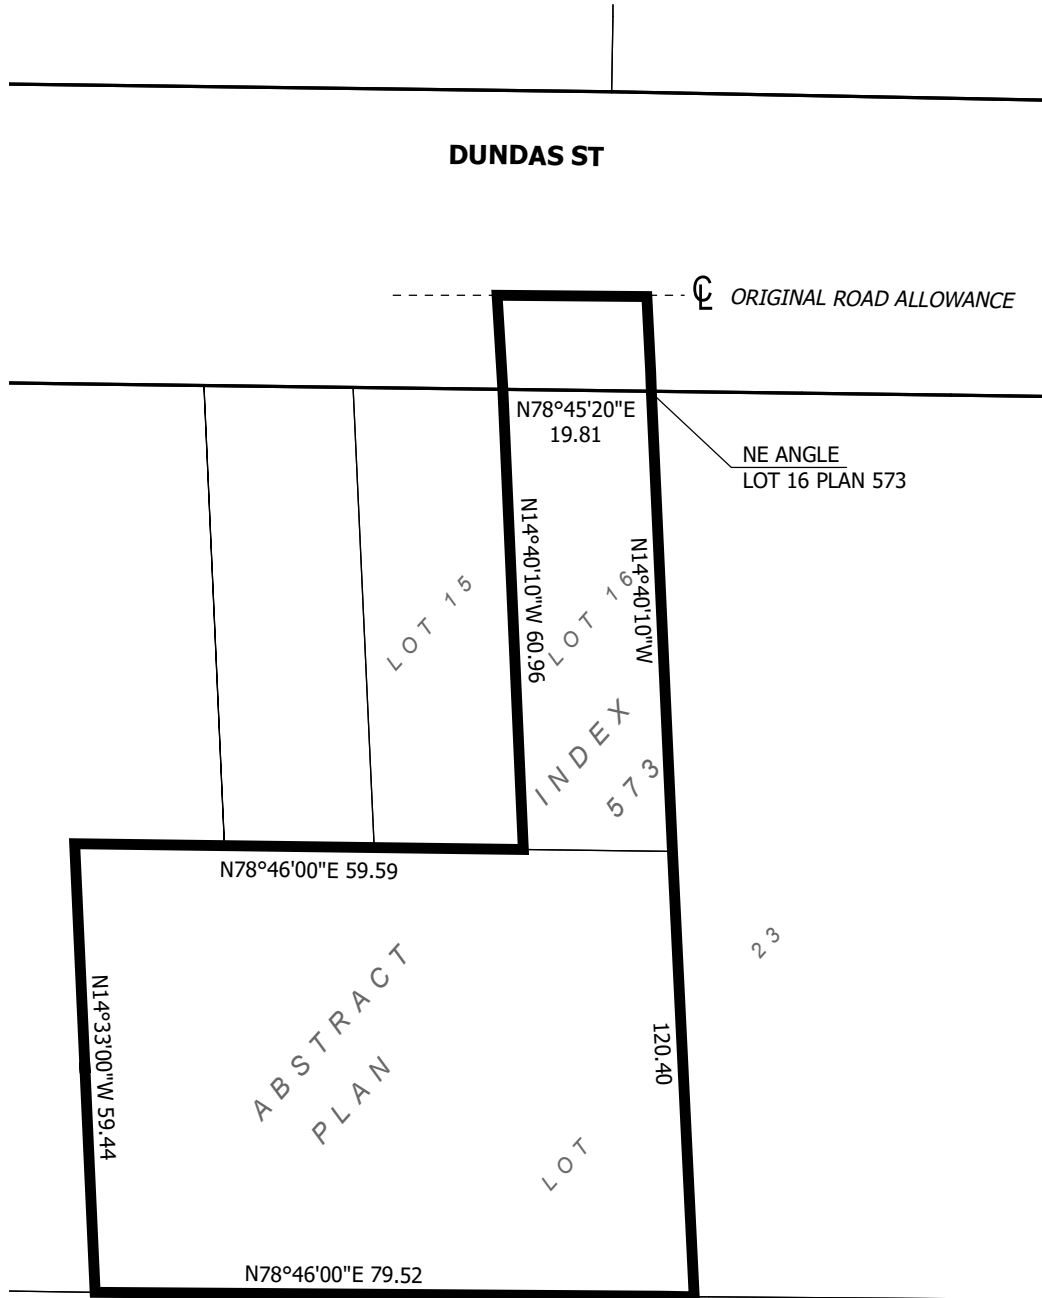 DUNDAS ST
℄ ORIGINAL ROAD ALLOWANCE
N78°45'20"E
19.81
NE ANGLE
LOT 16 PLAN 573
N14°40'10"W 60.96
N14°40'10"W
LOT 15
LOT 16
INDEX
573
N78°46'00"E 59.59
23
ABSTRACT
PLAN
N14°33'00"W 59.44
120.40
LOT
N78°46'00"E 79.52